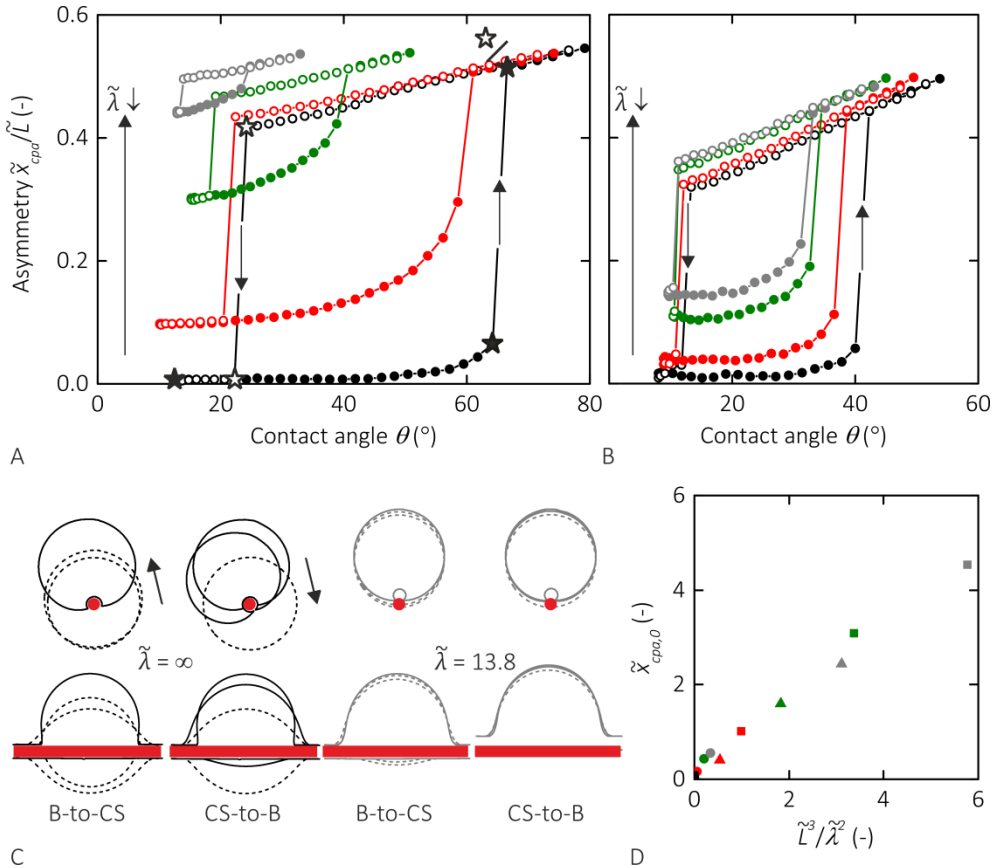 0.6
0.4
0.2
0.0
Asymmetry x̃cpa/L̃ (-)
λ̃ ↓
0 20 40 60 80
Contact angle θ (°)
A
λ̃ ↓
0 20 40 60
Contact angle θ (°)
B
λ̃ = ∞
λ̃ = 13.8
B-to-CS CS-to-B B-to-CS CS-to-B
C
6
4
2
0
x̃cpa,0 (-)
0 2 4 6
L̃³/λ̃² (-)
D